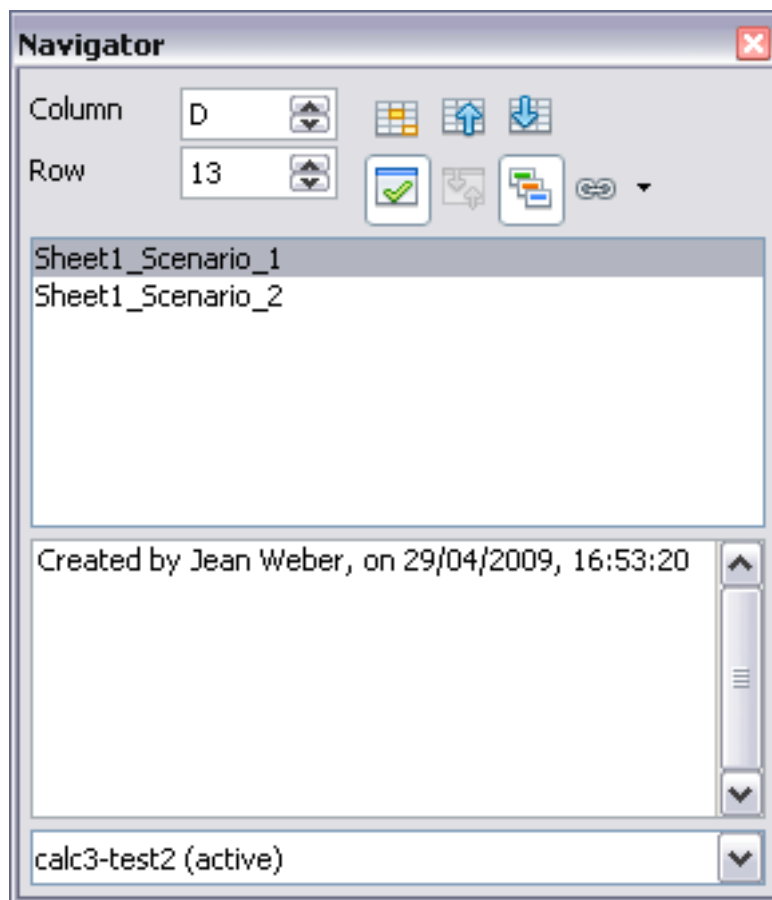 Navigator
Column D
Row 13
Sheet1_Scenario_1
Sheet1_Scenario_2
Created by Jean Weber, on 29/04/2009, 16:53:20
calc3-test2 (active)